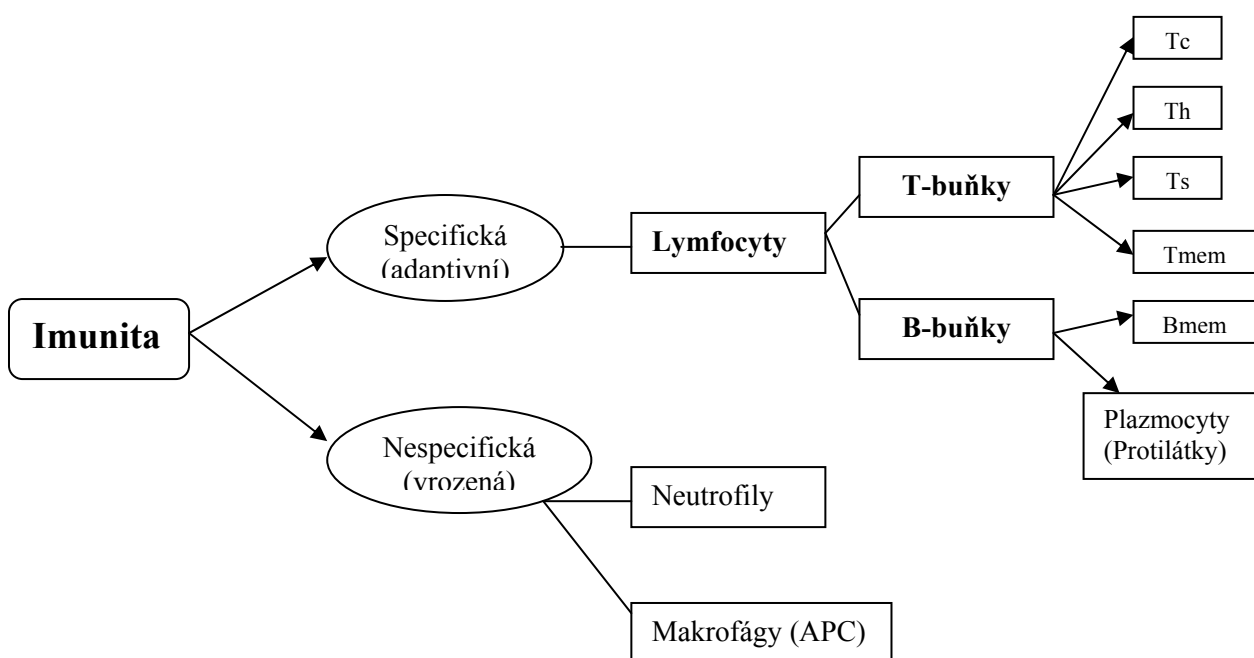 Imunita
Specifická
(adaptivní)
Lymfocyty
T-buňky
Tc
Th
Ts
Tmem
B-buňky
Bmem
Plazmocyty
(Protilátky)
Nespecifická
(vrozená)
Neutrofily
Makrofágy (APC)